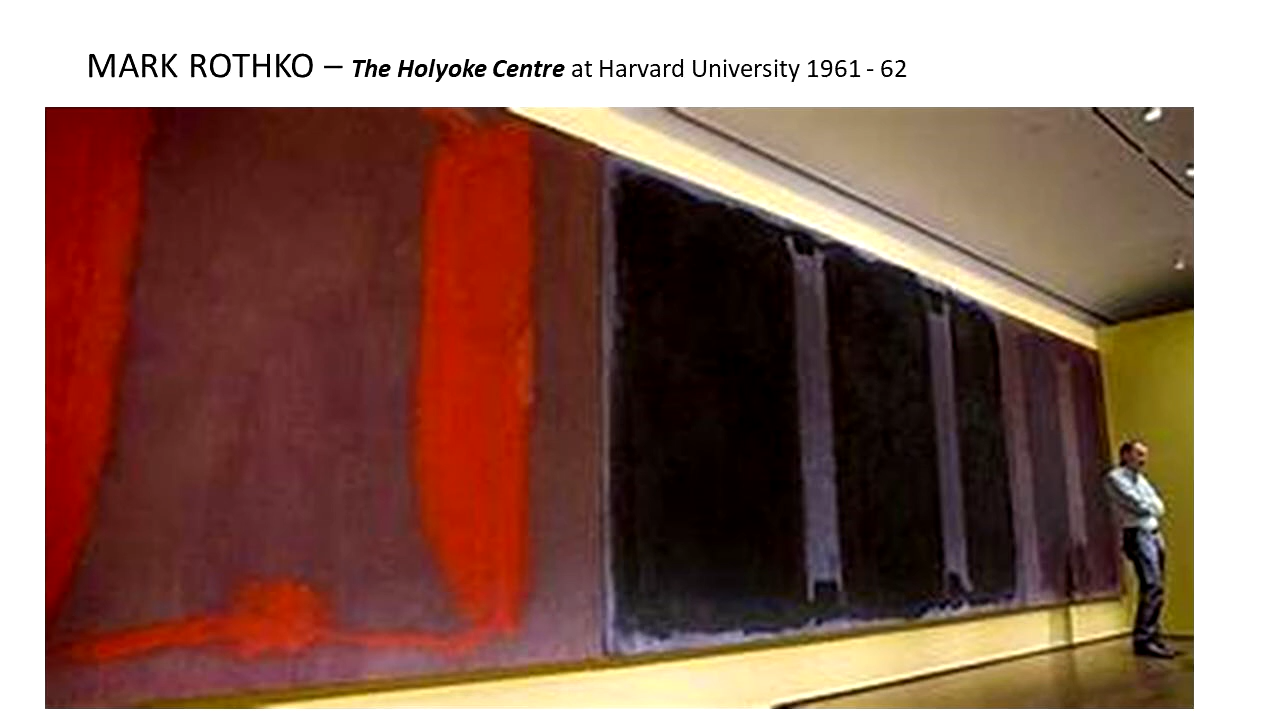 MARK ROTHKO – The Holyoke Centre at Harvard University 1961 - 62